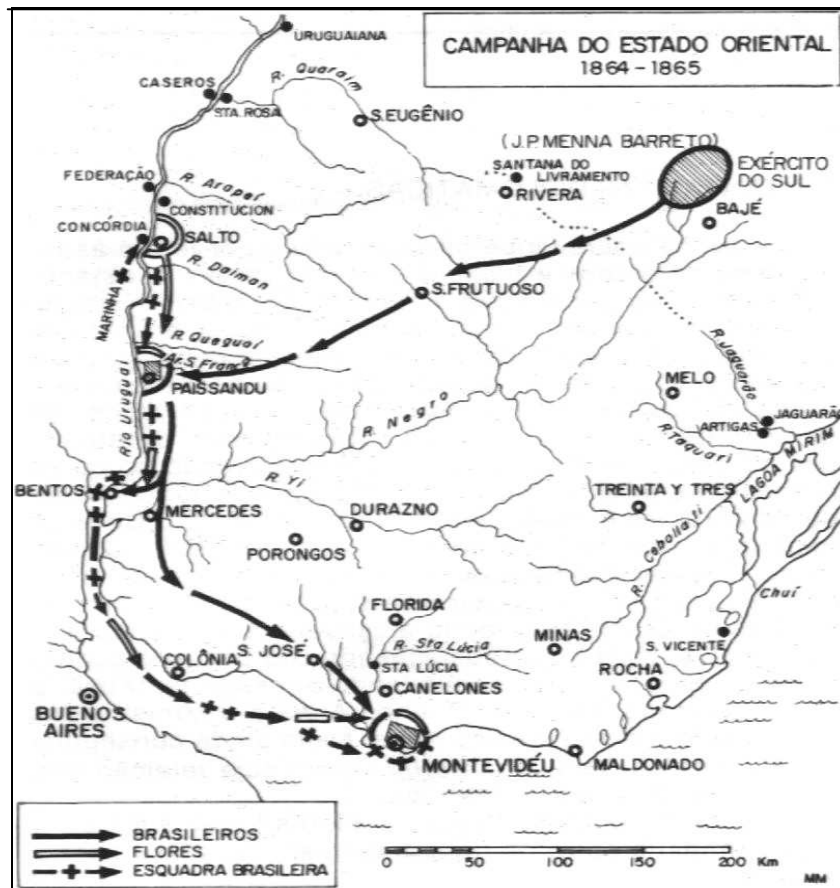 CAMPANHA DO ESTADO ORIENTAL
1864-1865
URUGUAIANA
R. Quaraim
CASEROS
STA. ROSA
S. EUGÊNIO
(J.P. MENNA BARRETO)
SANTANA DO
LIVRAMENTO
RIVERA
EXÉRCITO
DO SUL
BAJÉ
FEDERAÇÃO
R. Arapeí
CONSTITUCION
CONCÓRDIA
SALTO
MARINHA
R. Daiman
S. FRUTUOSO
R. Queguaí
Ar. S. Franc
PAISSANDU
Rio Uruguai
R. Negro
R. Jaguarão
MELO
JAGUARÃO
ARTIGAS
R. Taquari
LAGOA MIRIM
BENTOS
MERCEDES
R. Yi
DURAZNO
PORONGOS
TREINTA Y TRES
R. Cebollati
Chuí
FLORIDA
R. Sta Lúcia
MINAS
S. VICENTE
S. JOSÉ
STA LÚCIA
COLÔNIA
CANELONES
ROCHA
BUENOS
AIRES
MONTEVIDÉU
MALDONADO
BRASILEIROS
FLORES
ESQUADRA BRASILEIRA
0 50 100 150 200 Km
MM